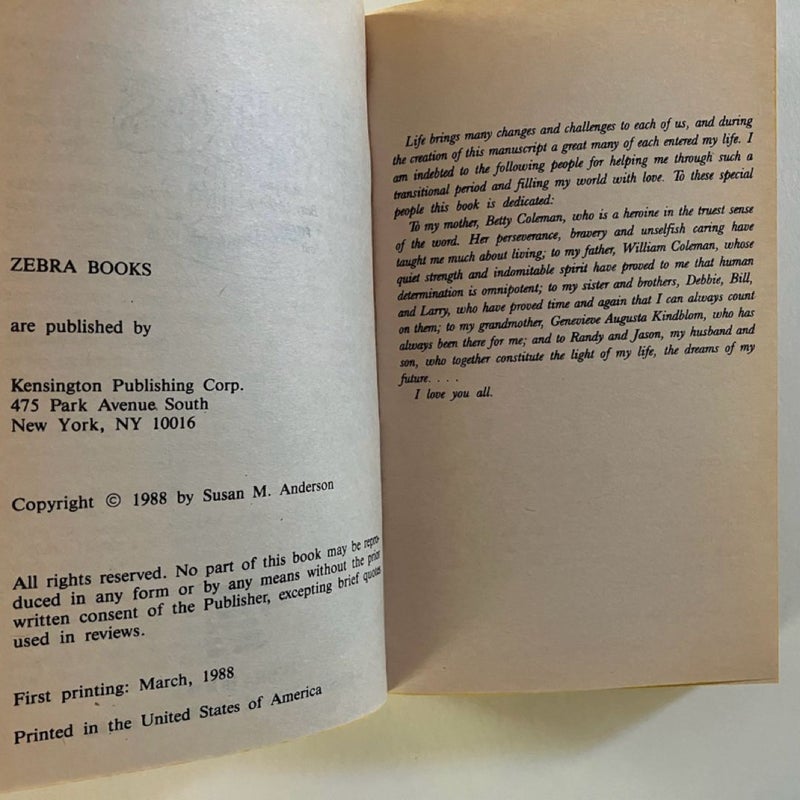 ZEBRA BOOKS
are published by
Kensington Publishing Corp.
475 Park Avenue South
New York, NY 10016
Copyright © 1988 by Susan M. Anderson
All rights reserved. No part of this book may be repro-
duced in any form or by any means without the prior
written consent of the Publisher, excepting brief quotes
used in reviews.
First printing: March, 1988
Printed in the United States of America
Life brings many changes and challenges to each of us, and during
the creation of this manuscript a great many of each entered my life. I
am indebted to the following people for helping me through such a
transitional period and filling my world with love. To these special
people this book is dedicated:
To my mother, Betty Coleman, who is a heroine in the truest sense
of the word. Her perseverance, bravery and unselfish caring have
taught me much about living; to my father, William Coleman, whose
quiet strength and indomitable spirit have proved to me that human
determination is omnipotent; to my sister and brothers, Debbie, Bill,
and Larry, who have proved time and again that I can always count
on them; to my grandmother, Genevieve Augusta Kindblom, who has
always been there for me; and to Randy and Jason, my husband and
son, who together constitute the light of my life, the dreams of my
future. . . .
I love you all.